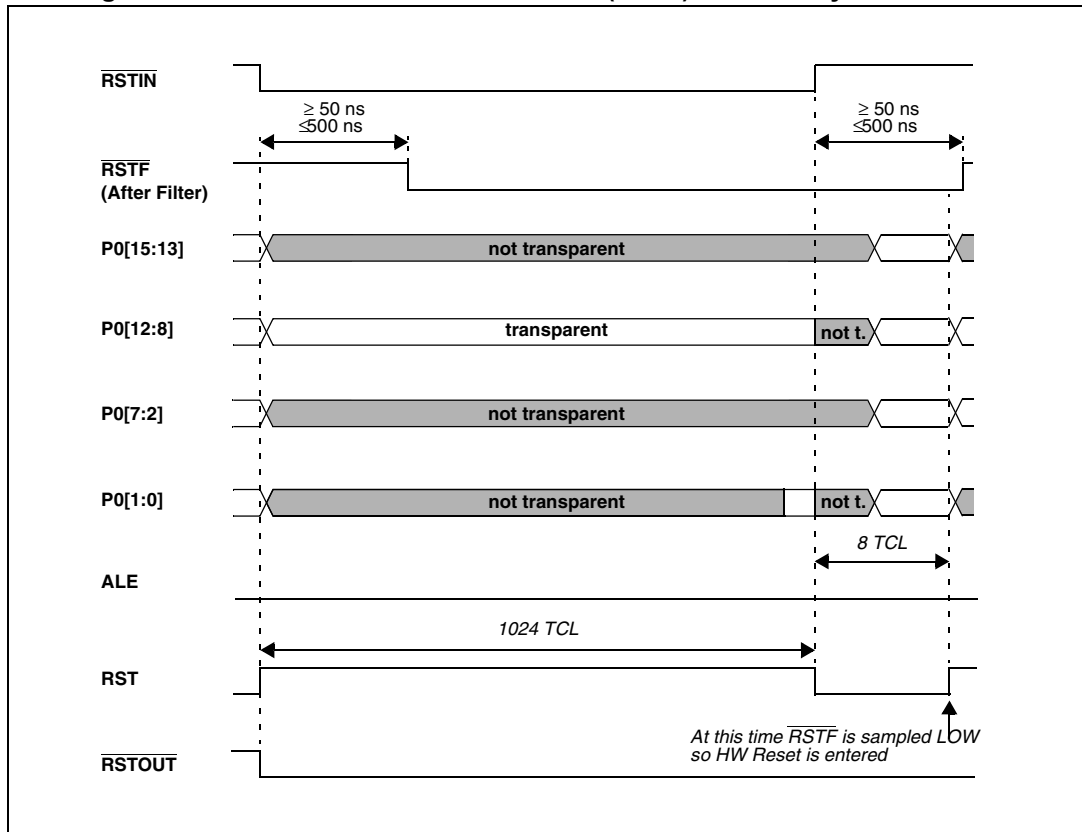 RSTIN
≥ 50 ns
≤500 ns
≥ 50 ns
≤500 ns
RSTF
(After Filter)
P0[15:13]
not transparent
P0[12:8]
transparent
not t.
P0[7:2]
not transparent
P0[1:0]
not transparent
not t.
8 TCL
ALE
1024 TCL
RST
At this time RSTF is sampled LOW
so HW Reset is entered
RSTOUT